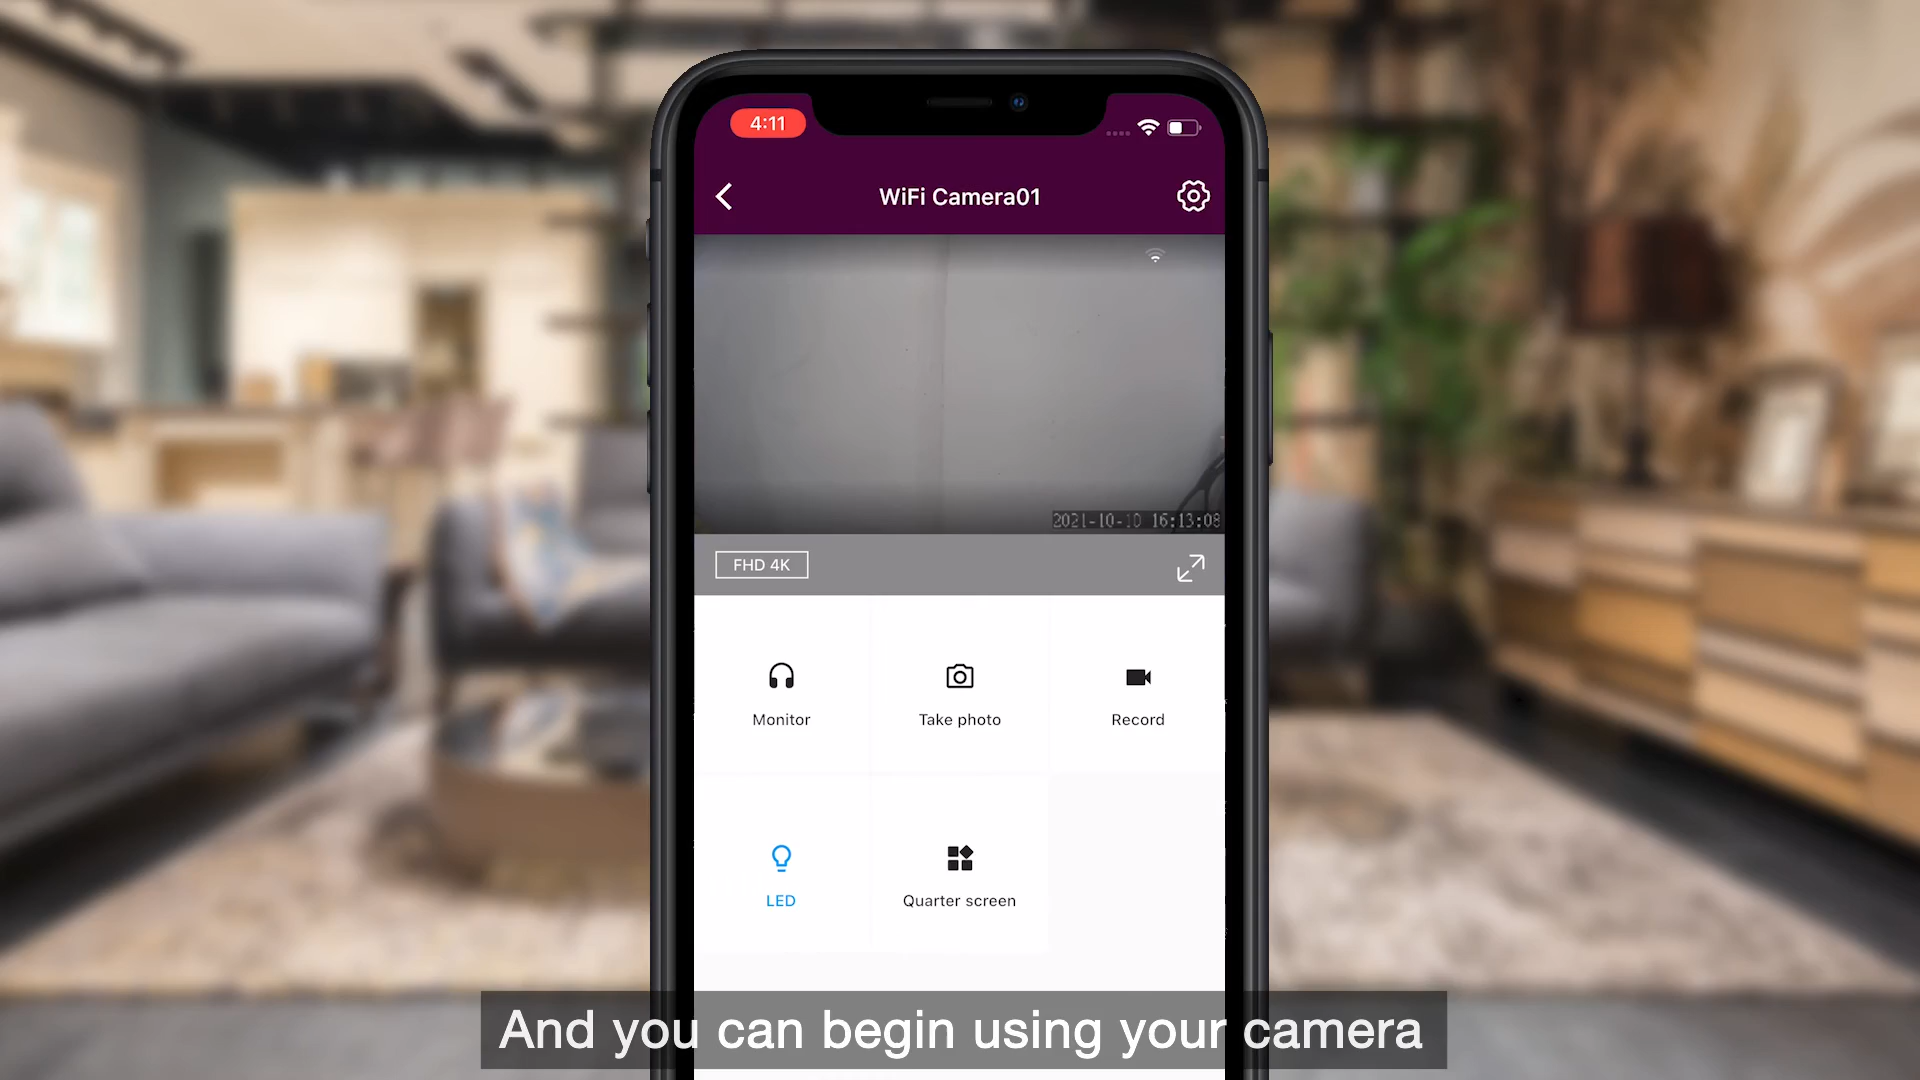 4:11
WiFi Camera01
2021-10-10 16:13:08
FHD 4K
Monitor
Take photo
Record
LED
Quarter screen
And you can begin using your camera